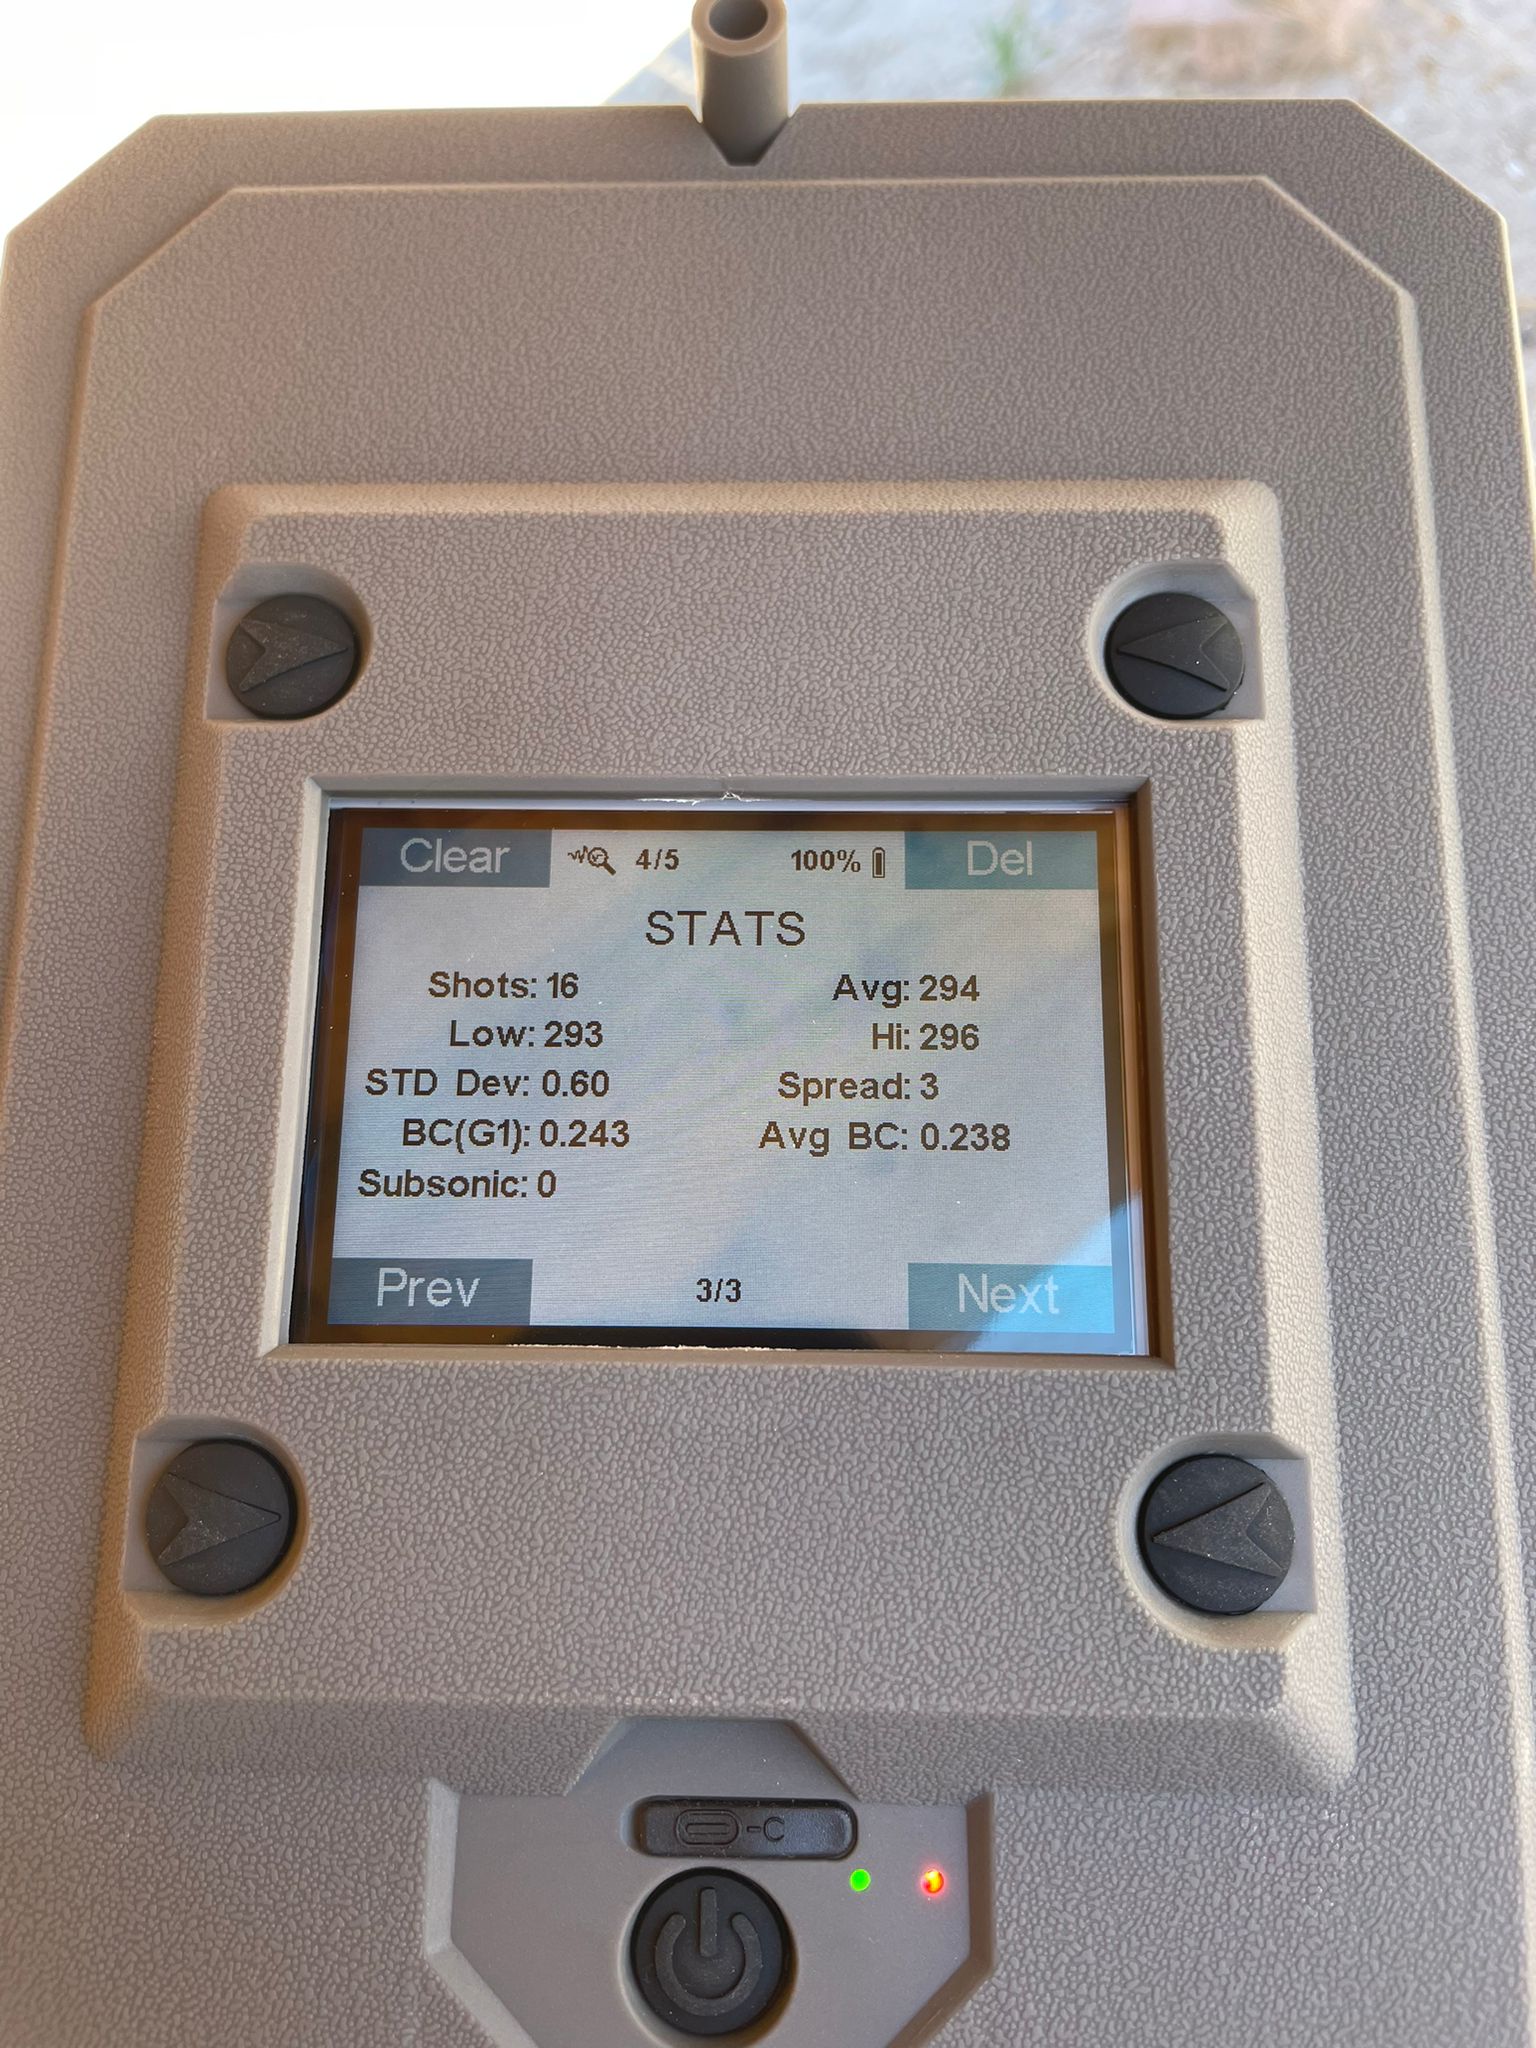 Clear 4/5 100% Del
STATS
Shots: 16 Avg: 294
Low: 293 Hi: 296
STD Dev: 0.60 Spread: 3
BC(G1): 0.243 Avg BC: 0.238
Subsonic: 0
Prev 3/3 Next
-C